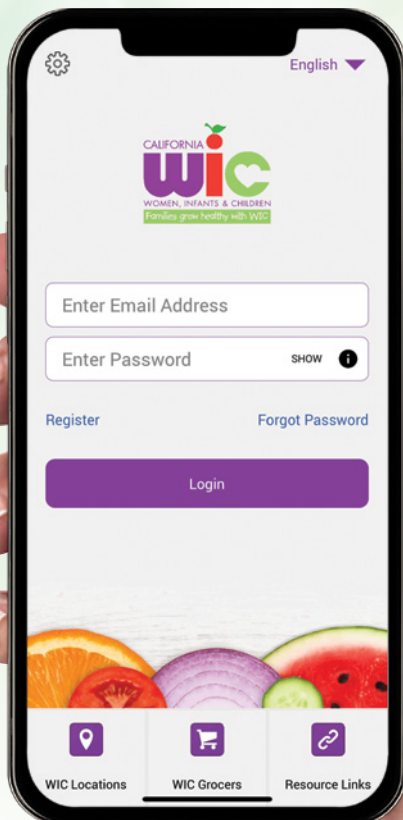 English
CALIFORNIA
WIC
WOMEN, INFANTS & CHILDREN
Families grow healthy with WIC
Enter Email Address
Enter Password SHOW i
Register Forgot Password
Login
WIC Locations WIC Grocers Resource Links